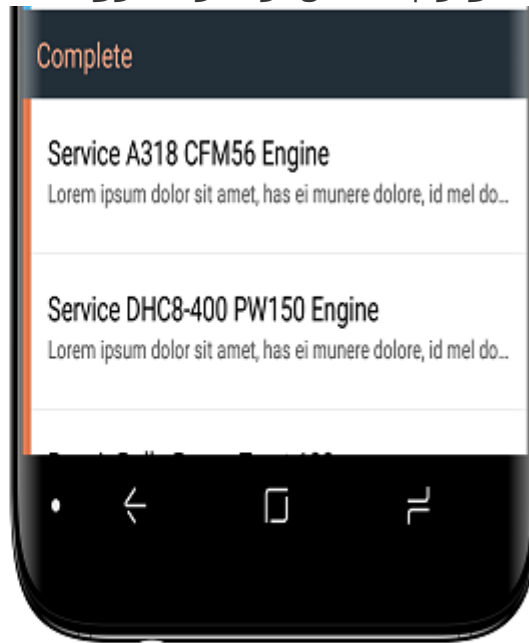 Complete
Service A318 CFM56 Engine
Lorem ipsum dolor sit amet, has ei munere dolore, id mel do...
Service DHC8-400 PW150 Engine
Lorem ipsum dolor sit amet, has ei munere dolore, id mel do...